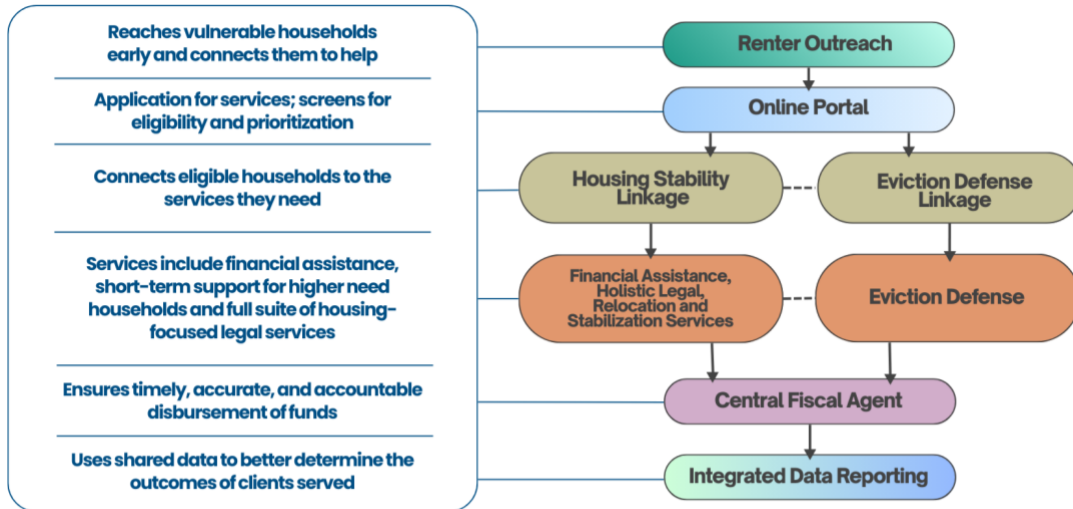 Reaches vulnerable households
early and connects them to help
Renter Outreach
Application for services; screens for
eligibility and prioritization
Online Portal
Connects eligible households to the
services they need
Housing Stability
Linkage
Eviction Defense
Linkage
Services include financial assistance,
short-term support for higher need
households and full suite of housing-
focused legal services
Financial Assistance,
Holistic Legal,
Relocation and
Stabilization Services
Eviction Defense
Ensures timely, accurate, and accountable
disbursement of funds
Central Fiscal Agent
Uses shared data to better determine the
outcomes of clients served
Integrated Data Reporting